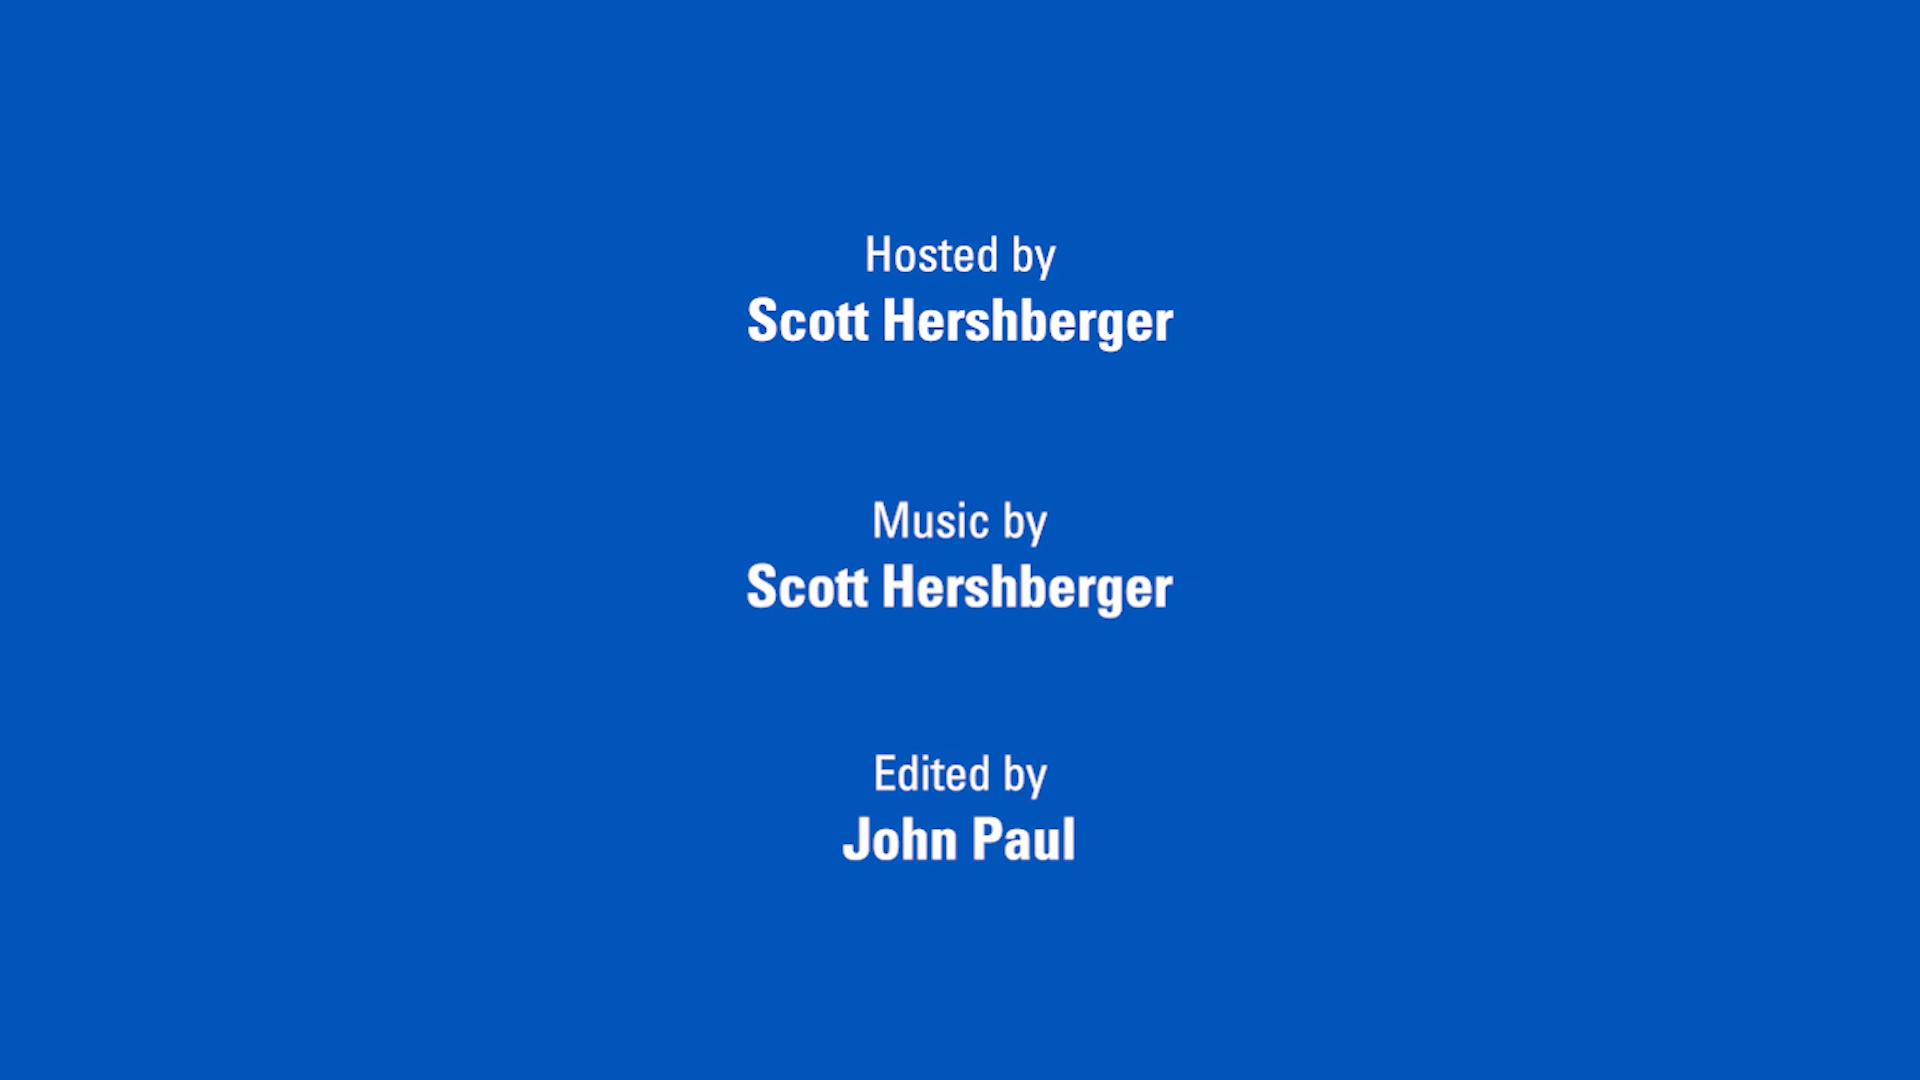 Hosted by
Scott Hershberger
Music by
Scott Hershberger
Edited by
John Paul